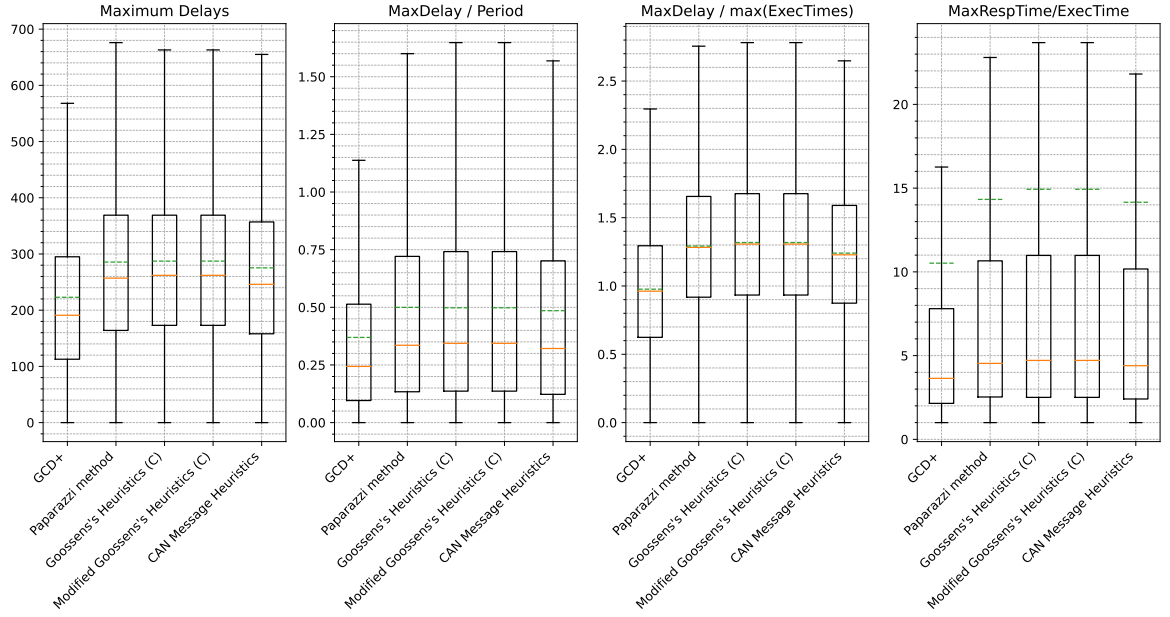 Maximum Delays
700
600
500
400
300
200
100
0
GCD+
Paparazzi method
Goossens's Heuristics (C)
Modified Goossens's Heuristics (C)
CAN Message Heuristics
MaxDelay / Period
1.50
1.25
1.00
0.75
0.50
0.25
0.00
GCD+
Paparazzi method
Goossens's Heuristics (C)
Modified Goossens's Heuristics (C)
CAN Message Heuristics
MaxDelay / max(ExecTimes)
2.5
2.0
1.5
1.0
0.5
0.0
GCD+
Paparazzi method
Goossens's Heuristics (C)
Modified Goossens's Heuristics (C)
CAN Message Heuristics
MaxRespTime/ExecTime
20
15
10
5
0
GCD+
Paparazzi method
Goossens's Heuristics (C)
Modified Goossens's Heuristics (C)
CAN Message Heuristics